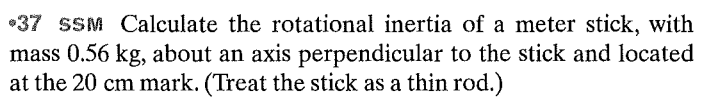 •37 SSM Calculate the rotational inertia of a meter stick, with
mass 0.56 kg, about an axis perpendicular to the stick and located
at the 20 cm mark. (Treat the stick as a thin rod.)